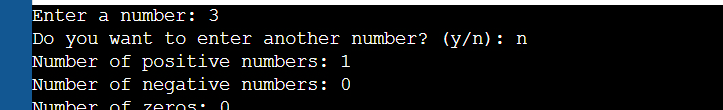 Enter a number: 3
Do you want to enter another number? (y/n): n
Number of positive numbers: 1
Number of negative numbers: 0
Number of zeros: 0